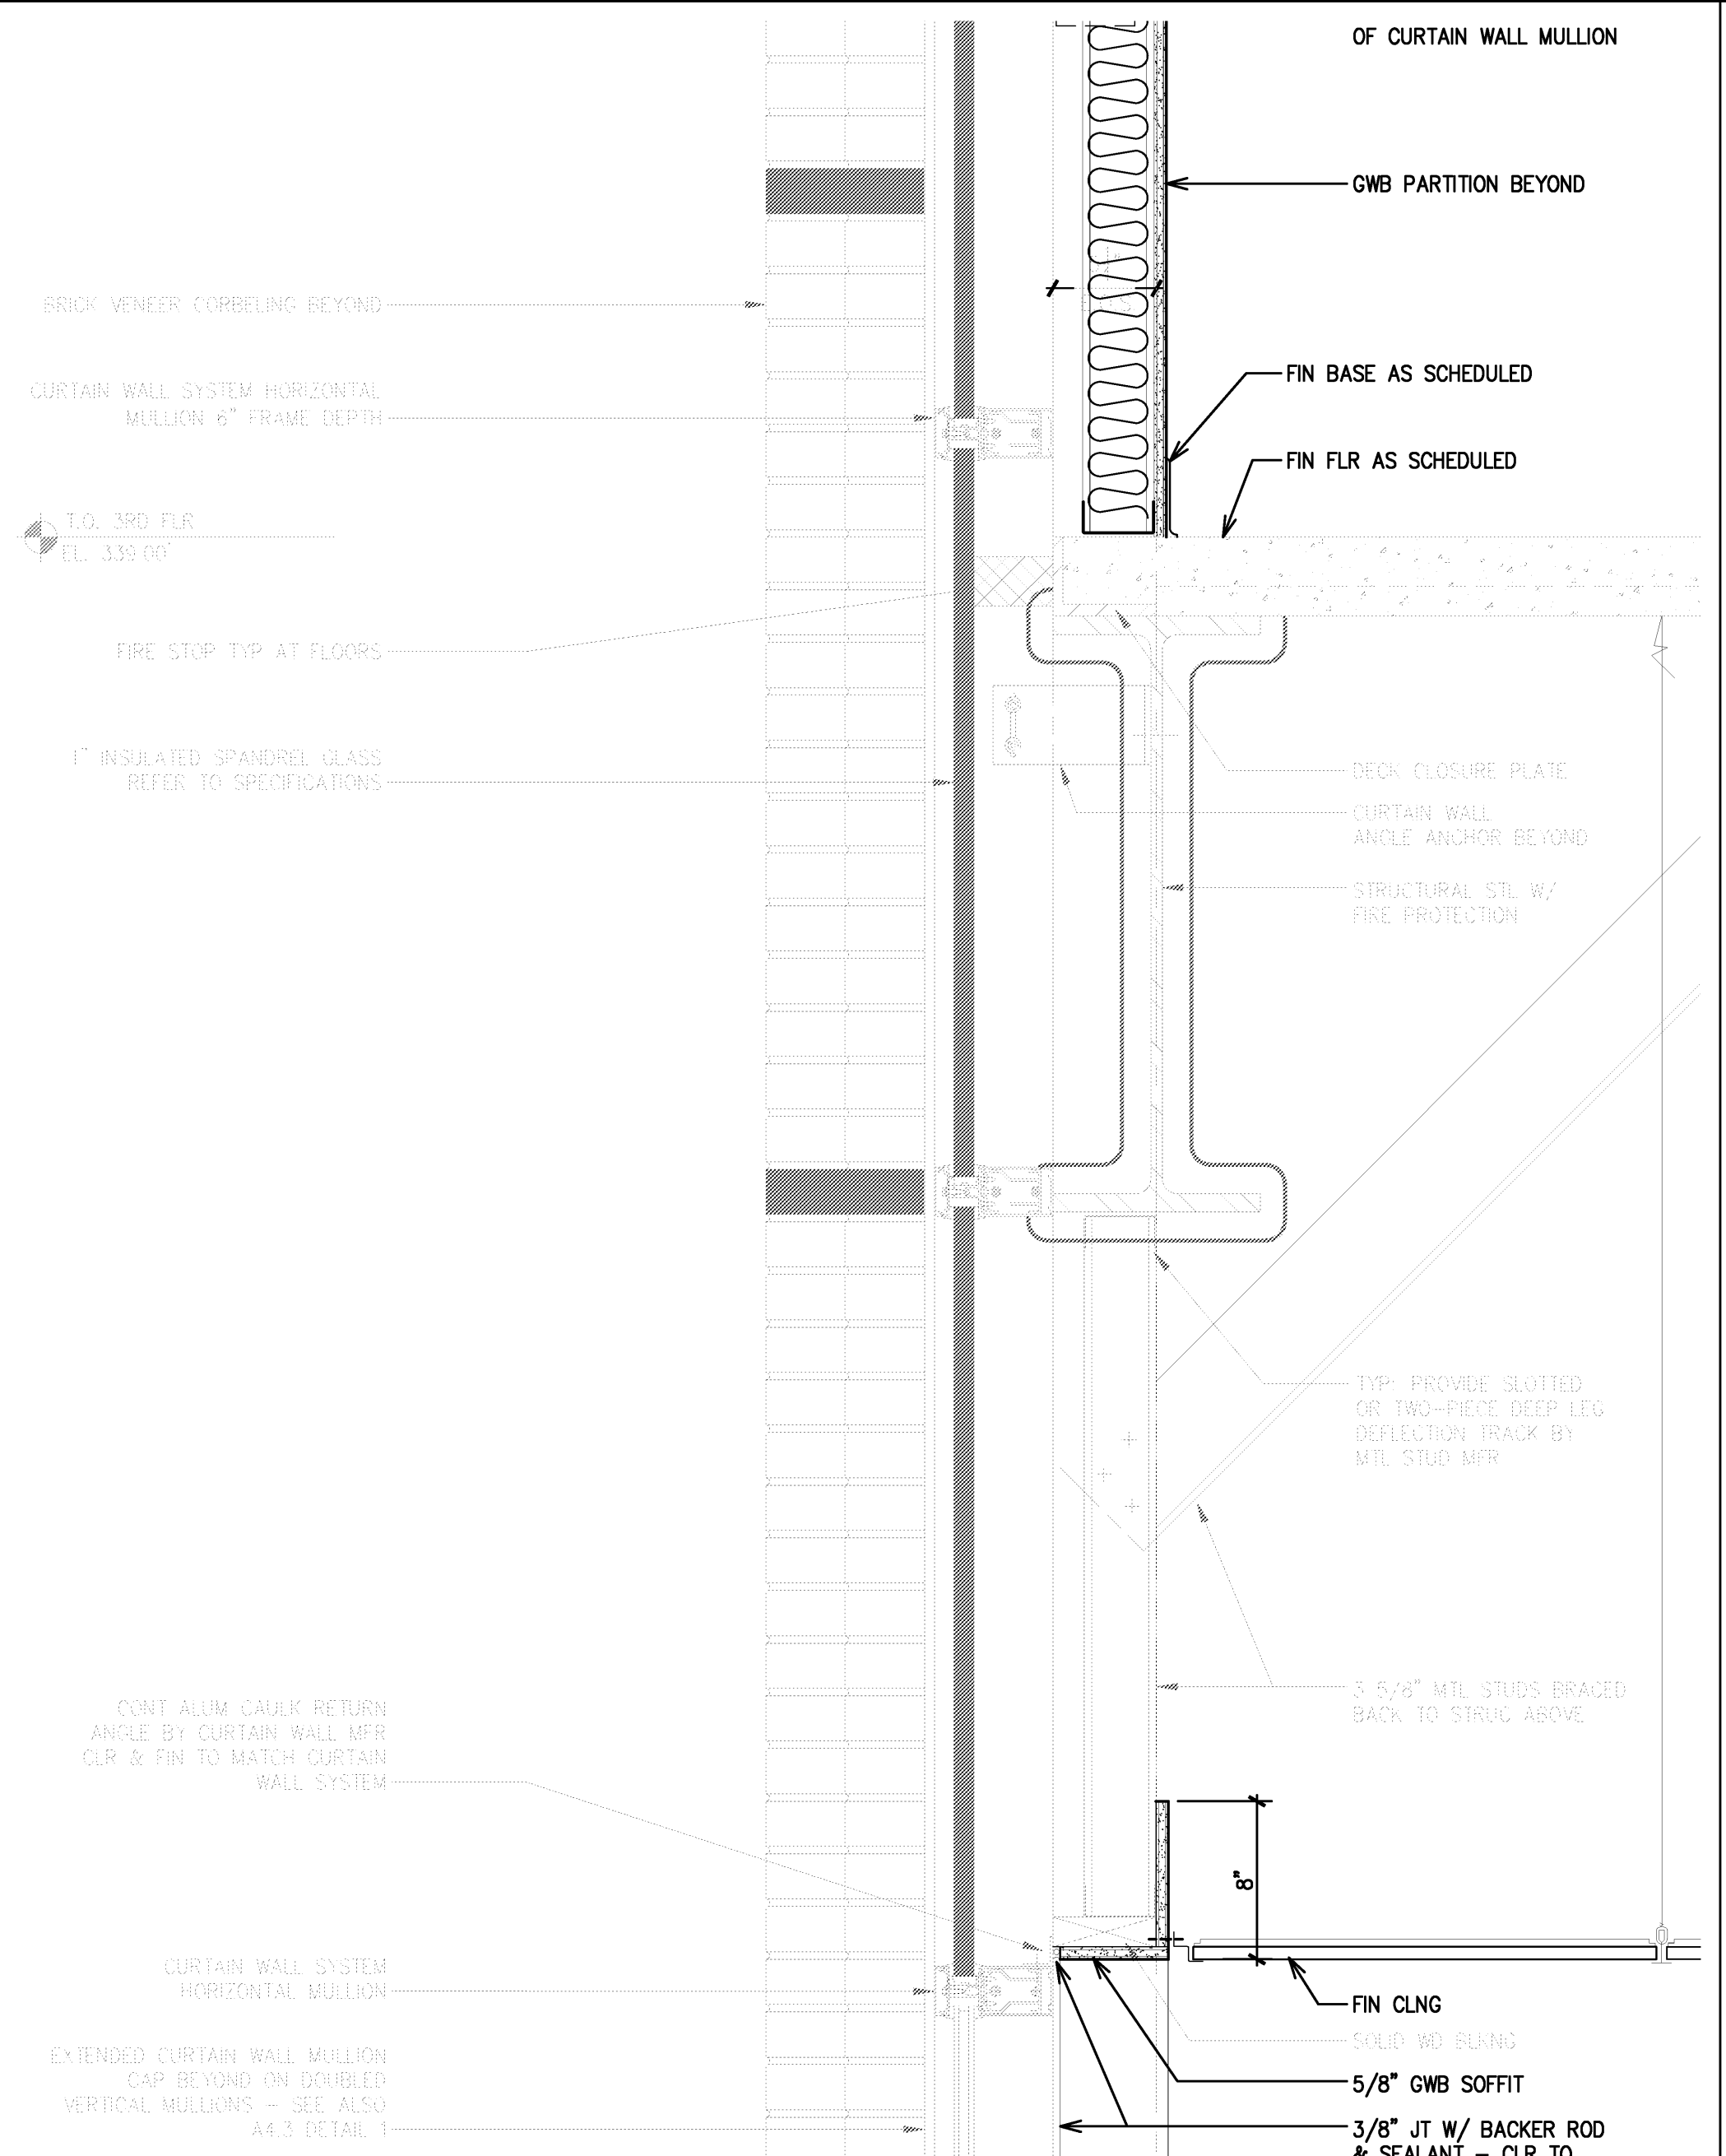 OF CURTAIN WALL MULLION
GWB PARTITION BEYOND
BRICK VENEER CORBELING BEYOND
FIN BASE AS SCHEDULED
CURTAIN WALL SYSTEM HORIZONTAL
MULLION 6" FRAME DEPTH
FIN FLR AS SCHEDULED
T.O. 3RD FLR
EL. 339.00'
FIRE STOP TYP AT FLOORS
1" INSULATED SPANDREL GLASS
REFER TO SPECIFICATIONS
DECK CLOSURE PLATE
CURTAIN WALL
ANGLE ANCHOR BEYOND
STRUCTURAL STL W/
FIRE PROTECTION
TYP: PROVIDE SLOTTED
OR TWO-PIECE DEEP LEG
DEFLECTION TRACK BY
MTL STUD MFR
3 5/8" MTL STUDS BRACED
BACK TO STRUC ABOVE
CONT ALUM CAULK RETURN
ANGLE BY CURTAIN WALL MFR
CLR & FIN TO MATCH CURTAIN
WALL SYSTEM
8"
CURTAIN WALL SYSTEM
HORIZONTAL MULLION
FIN CLNG
SOLID WD BLKNG
EXTENDED CURTAIN WALL MULLION
CAP BEYOND ON DOUBLED
VERTICAL MULLIONS - SEE ALSO
A4.3 DETAIL 1
5/8" GWB SOFFIT
3/8" JT W/ BACKER ROD
& SEALANT - CLR TO